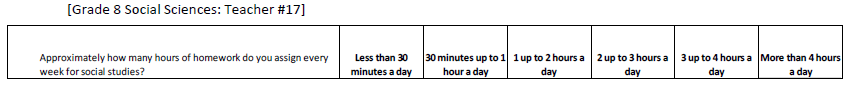 [Grade 8 Social Sciences: Teacher #17]
Approximately how many hours of homework do you assign every
week for social studies?
Less than 30
minutes a day
30 minutes up to 1
hour a day
1 up to 2 hours a
day
2 up to 3 hours a
day
3 up to 4 hours a
day
More than 4 hours
a day